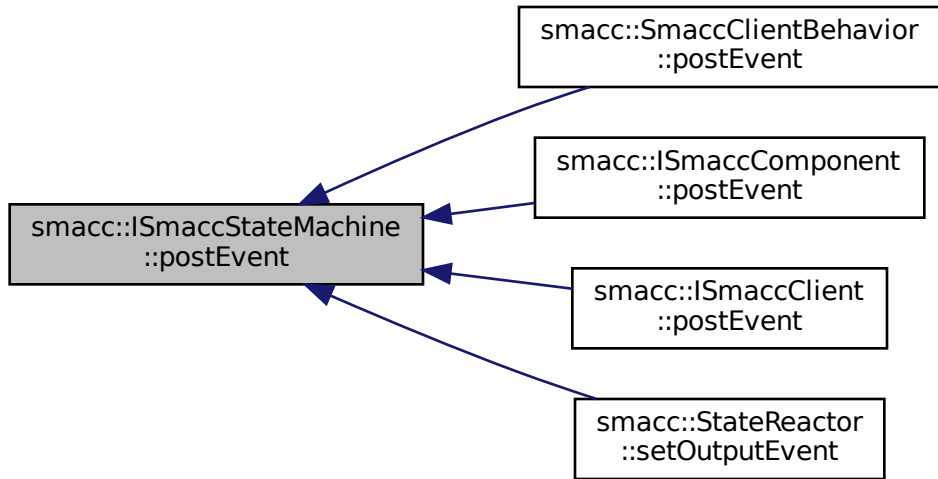 smacc::SmaccClientBehavior
::postEvent
smacc::ISmaccComponent
::postEvent
smacc::ISmaccStateMachine
::postEvent
smacc::ISmaccClient
::postEvent
smacc::StateReactor
::setOutputEvent